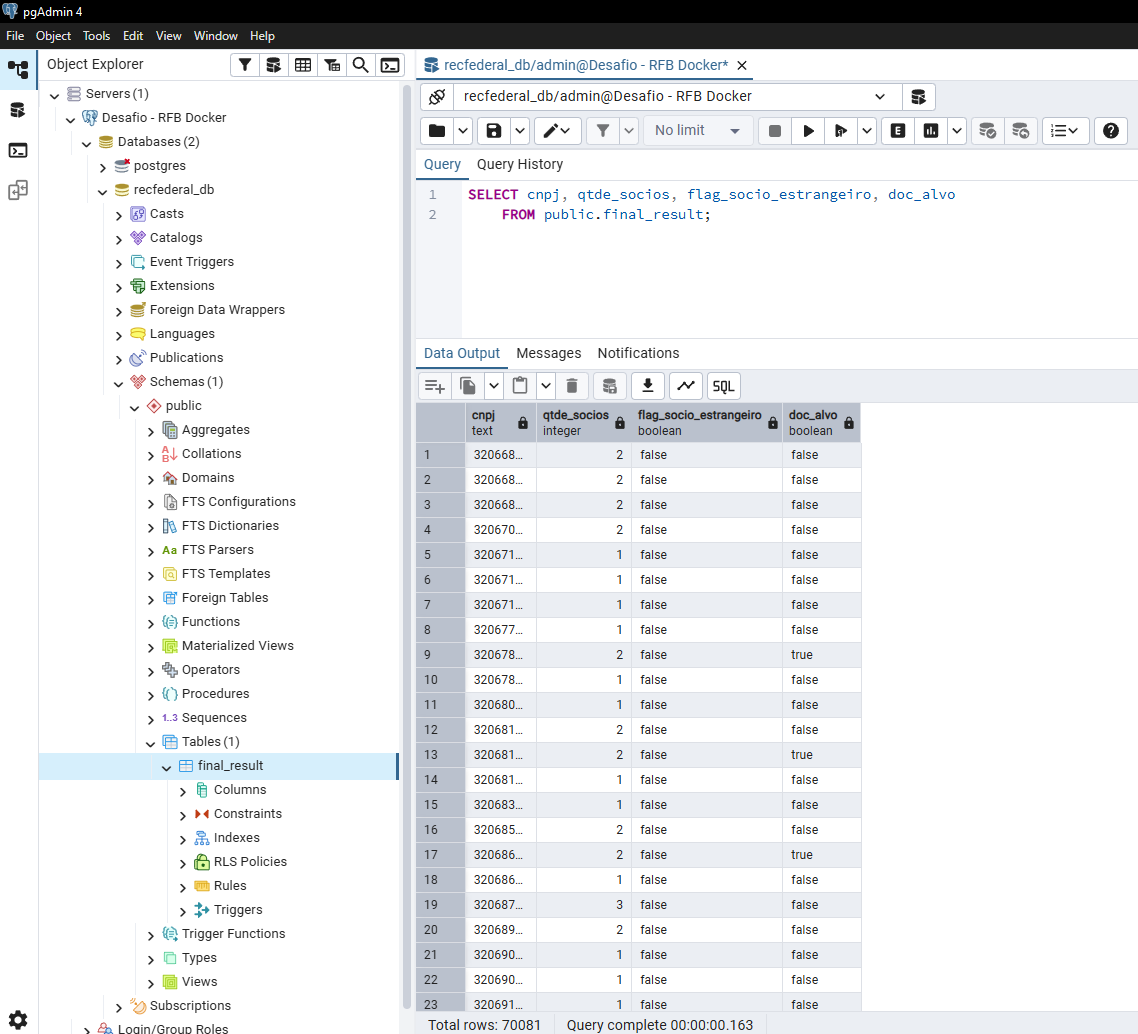 pgAdmin 4
File Object Tools Edit View Window Help
Object Explorer
Servers (1)
Desafio - RFB Docker
Databases (2)
postgres
recfederal_db
Casts
Catalogs
Event Triggers
Extensions
Foreign Data Wrappers
Languages
Publications
Schemas (1)
public
Aggregates
Collations
Domains
FTS Configurations
FTS Dictionaries
Aa FTS Parsers
FTS Templates
Foreign Tables
Functions
Materialized Views
Operators
Procedures
1..3 Sequences
Tables (1)
final_result
Columns
Constraints
Indexes
RLS Policies
Rules
Triggers
Trigger Functions
Types
Views
Subscriptions
Login/Group Roles
recfederal_db/admin@Desafio - RFB Docker*
recfederal_db/admin@Desafio - RFB Docker
No limit
E
Query Query History
1 SELECT cnpj, qtde_socios, flag_socio_estrangeiro, doc_alvo
2 FROM public.final_result;
Data Output Messages Notifications
SQL
cnpj qtde_socios flag_socio_estrangeiro doc_alvo
text integer boolean boolean
1 320668... 2 false false
2 320668... 2 false false
3 320668... 2 false false
4 320670... 2 false false
5 320671... 1 false false
6 320671... 1 false false
7 320671... 1 false false
8 320677... 1 false false
9 320678... 2 false true
10 320678... 1 false false
11 320680... 1 false false
12 320681... 2 false false
13 320681... 2 false true
14 320681... 1 false false
15 320683... 1 false false
16 320685... 2 false false
17 320686... 2 false true
18 320686... 1 false false
19 320687... 3 false false
20 320689... 2 false false
21 320690... 1 false false
22 320690... 1 false false
23 320691... 1 false false
Total rows: 70081 Query complete 00:00:00.163